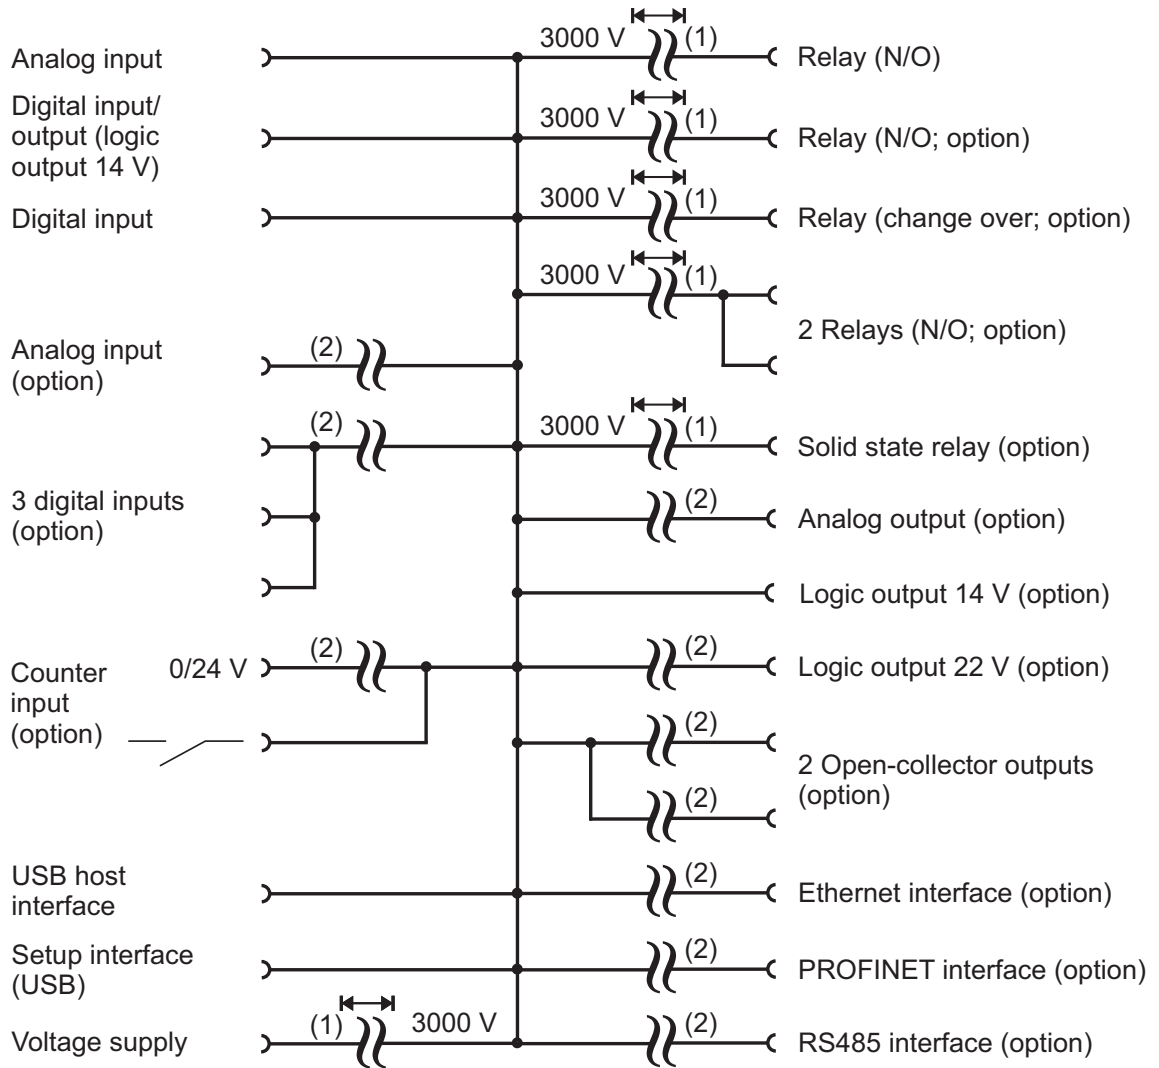 3000 V (1)
Analog input
Relay (N/O)
Digital input/
output (logic
output 14 V)
3000 V (1)
Relay (N/O; option)
Digital input
3000 V (1)
Relay (change over; option)
3000 V (1)
2 Relays (N/O; option)
Analog input
(option)
(2)
(2)
3000 V (1)
Solid state relay (option)
3 digital inputs
(option)
(2)
Analog output (option)
Logic output 14 V (option)
Counter
input
(option)
0/24 V
(2)
(2)
Logic output 22 V (option)
(2)
2 Open-collector outputs
(option)
(2)
USB host
interface
(2)
Ethernet interface (option)
Setup interface
(USB)
(2)
PROFINET interface (option)
Voltage supply
(1) 3000 V
(2)
RS485 interface (option)